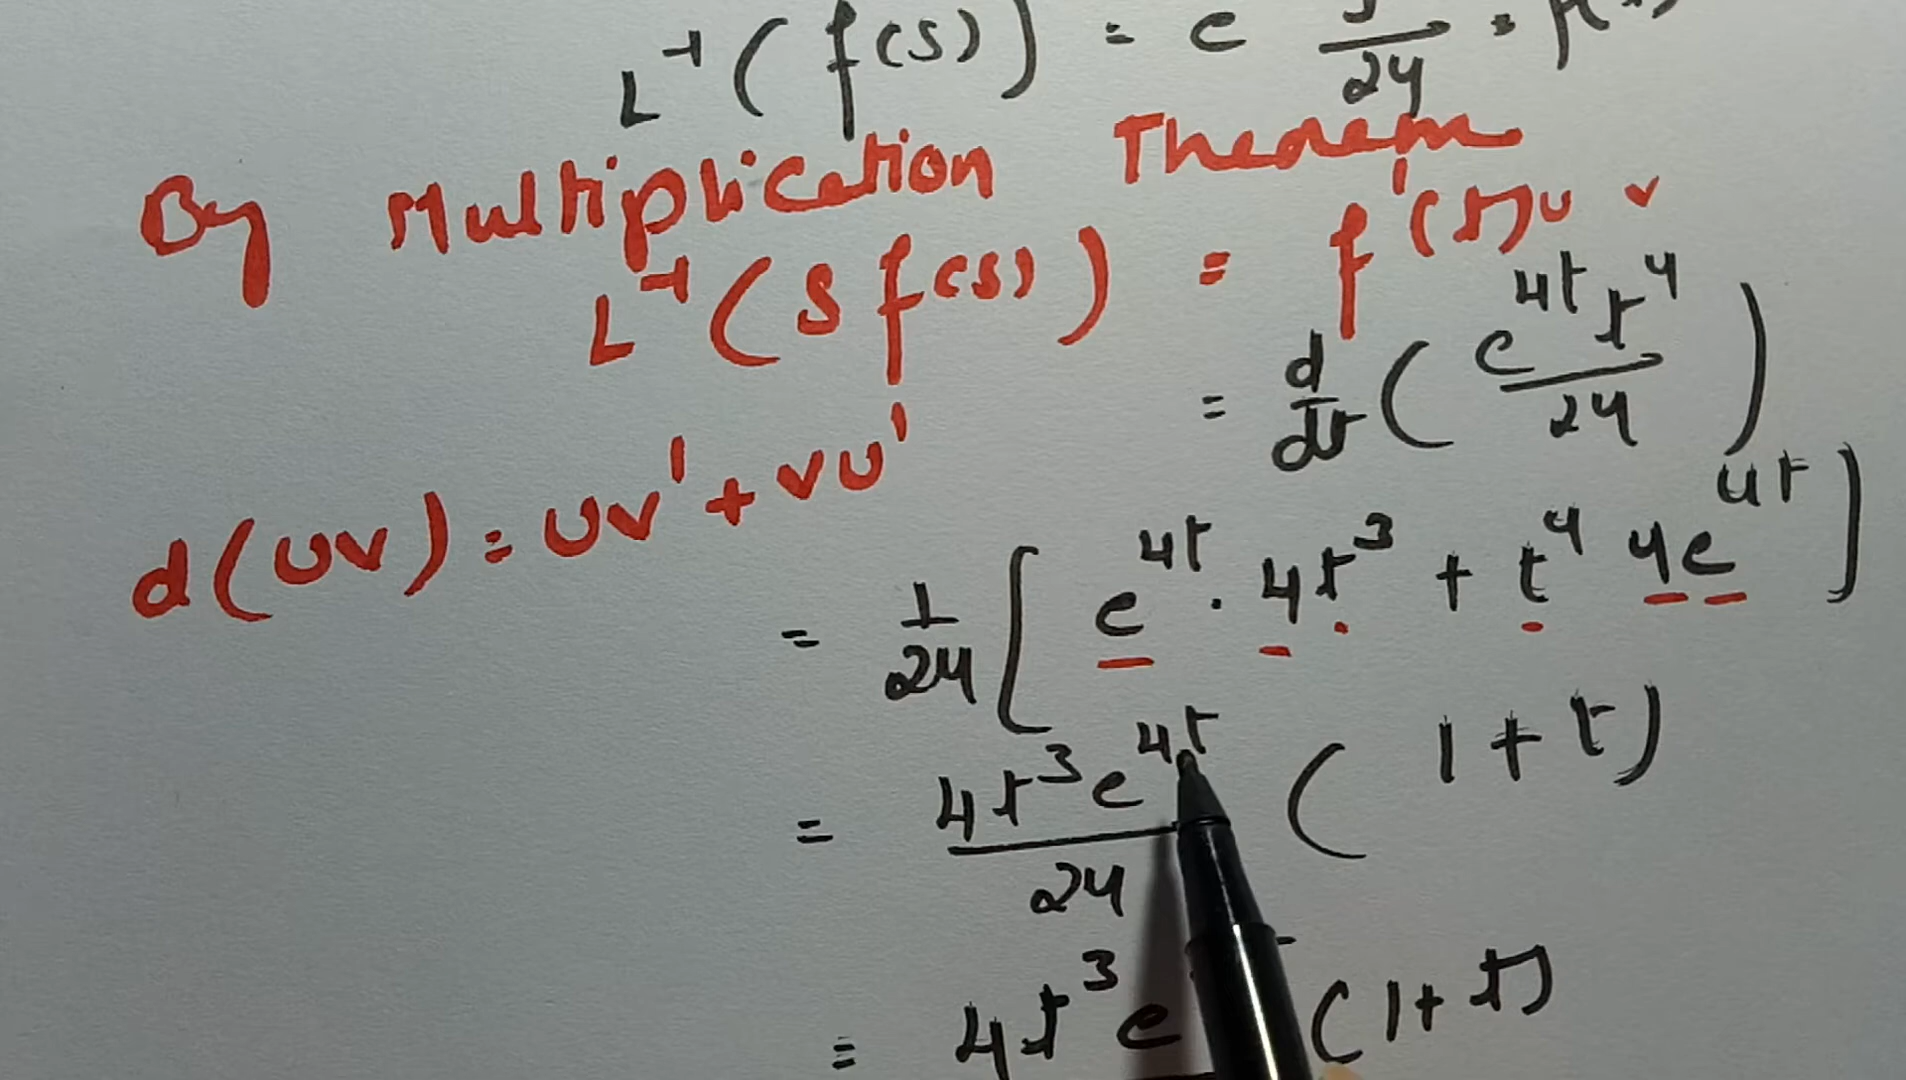 L⁻¹(f(s)) = e /24 = f(
By Multiplication Theorem
L⁻¹(s f(s)) = f'(t) u v
= d/dt (e^4t t^4/24)
d(uv) = uv' + vu'
= 1/24 [e^4t . 4t^3 + t^4 4e^4t]
= 4t^3 e^4t/24 (1+t)
= 4t^3 e (1+t)